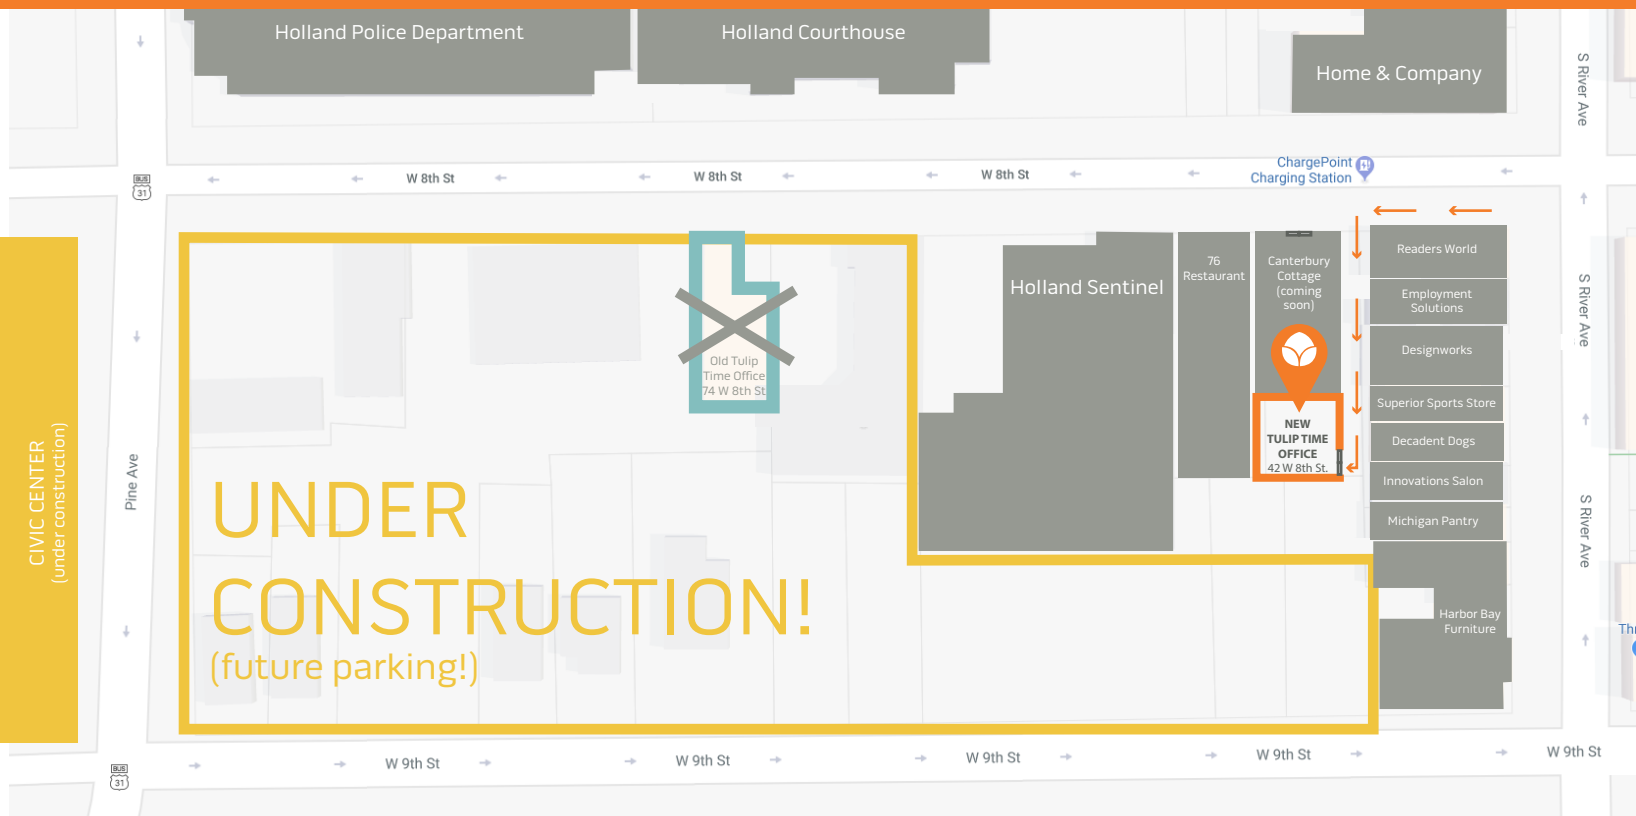 Holland Police Department
Holland Courthouse
Home & Company
S River Ave
ChargePoint
Charging Station
BUS
31
W 8th St
W 8th St
W 8th St
Readers World
Employment
Solutions
Designworks
Superior Sports Store
Decadent Dogs
Innovations Salon
Michigan Pantry
Harbor Bay
Furniture
76
Restaurant
Canterbury
Cottage
(coming
soon)
Holland Sentinel
NEW
TULIP TIME
OFFICE
42 W 8th St.
Old Tulip
Time Office
74 W 8th St
S River Ave
S River Ave
Pine Ave
CIVIC CENTER
(under construction)
UNDER
CONSTRUCTION!
(future parking!)
Thr
BUS
31
W 9th St
W 9th St
W 9th St
W 9th St
W 9th St